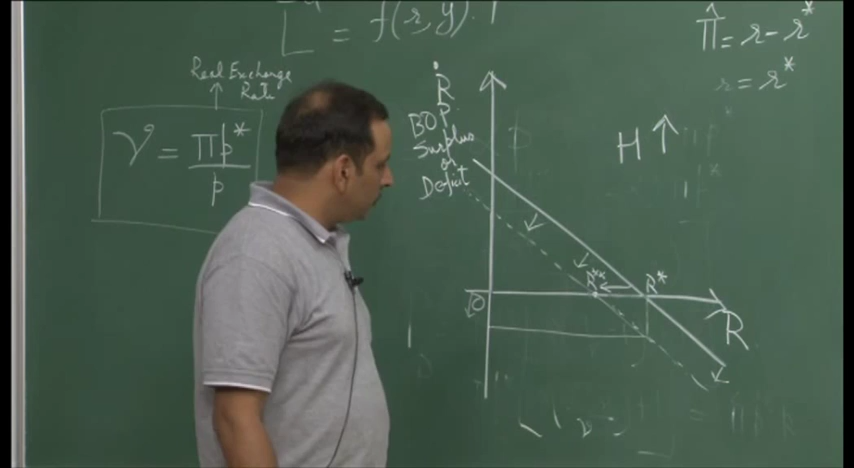 L^d = f(r, y).
Π̂ = r - r*
r = r*
Real Exchange
Rate
ν = Πp* / p
Ṙ
BOP
Surplus
or
Deficit
H ↑
R**
R*
O
R